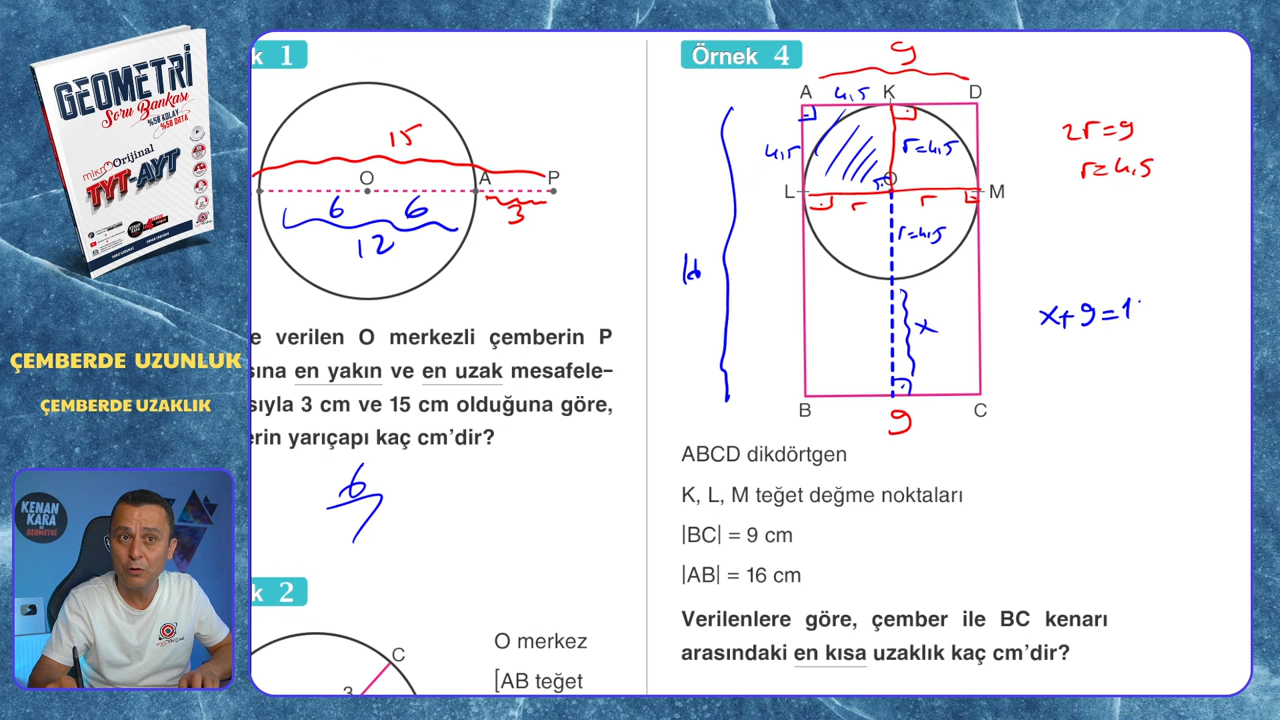 GEOMETRİ
Soru Bankası
%50 KOLAY
%50 ORTA
mikro Orijinal
TYT-AYT
ÇEMBERDE UZUNLUK
ÇEMBERDE UZAKLIK
KENAN
KARA
GEOMETRİ
k 1
15
O
A
P
6
6
3
12
e verilen O merkezli çemberin P
sına en yakın ve en uzak mesafele-
sıyla 3 cm ve 15 cm olduğuna göre,
erin yarıçapı kaç cm'dir?
6
k 2
C
3
O merkez
[AB teğet
Örnek 4
9
A
4,5
K
D
4,5
r=4,5
L
O
M
r
r
r=4,5
16
x
B
9
C
2r=9
r=4,5
x+9=1
ABCD dikdörtgen
K, L, M teğet değme noktaları
|BC| = 9 cm
|AB| = 16 cm
Verilenlere göre, çember ile BC kenarı
arasındaki en kısa uzaklık kaç cm'dir?